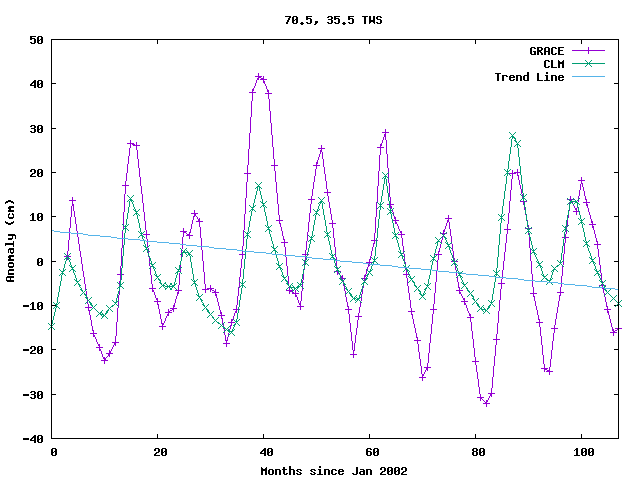 70.5, 35.5 TWS
GRACE
CLM
Trend Line
50
40
30
20
10
0
-10
-20
-30
-40
Anomaly (cm)
0 20 40 60 80 100
Months since Jan 2002